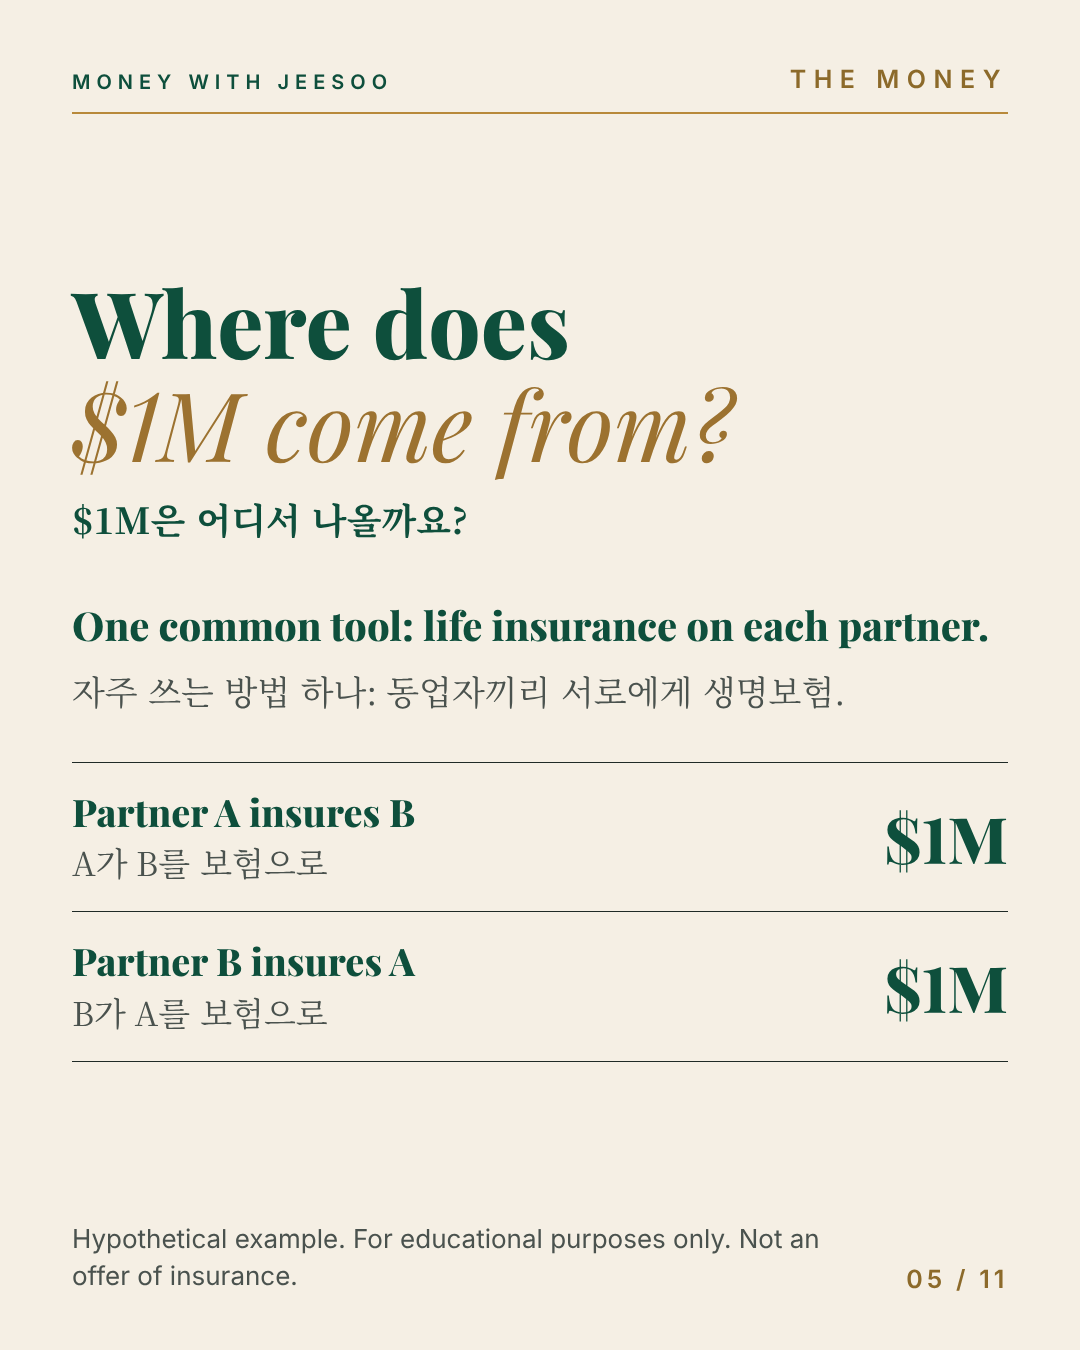 MONEY WITH JEESOO
THE MONEY
Where does
$1M come from?
$1M은 어디서 나올까요?
One common tool: life insurance on each partner.
자주 쓰는 방법 하나: 동업자끼리 서로에게 생명보험.
Partner A insures B
A가 B를 보험으로
$1M
Partner B insures A
B가 A를 보험으로
$1M
Hypothetical example. For educational purposes only. Not an
offer of insurance.
05 / 11